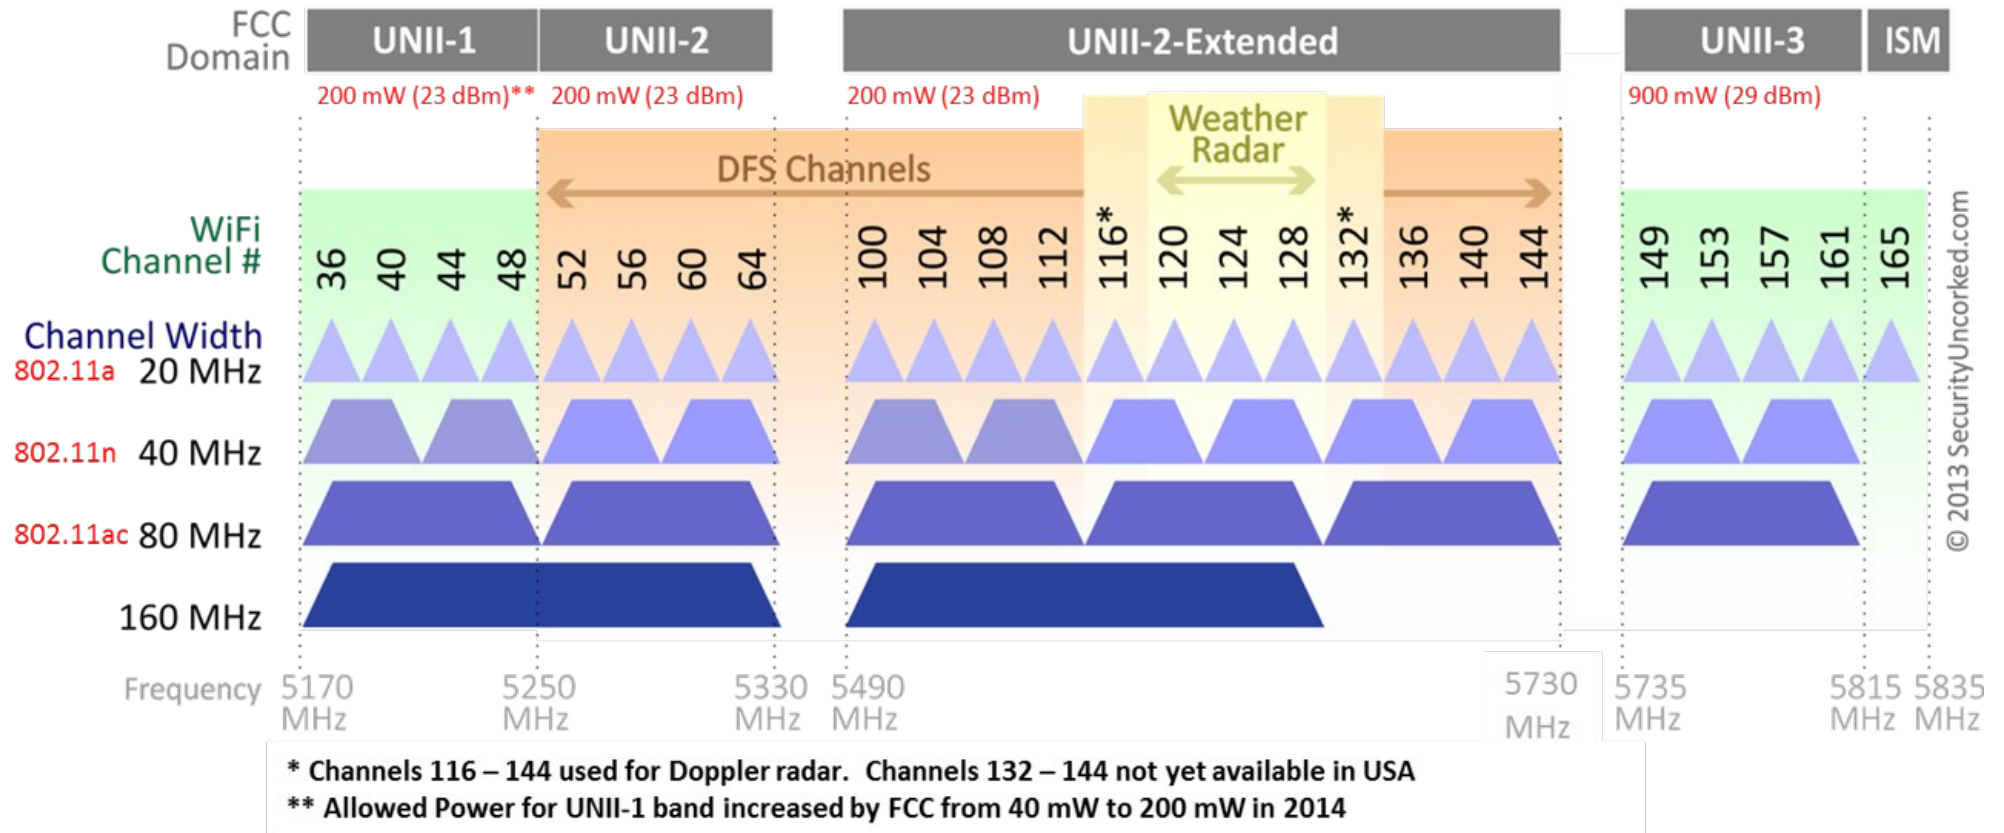 FCC
Domain
UNII-1
UNII-2
UNII-2-Extended
UNII-3
ISM
200 mW (23 dBm)**
200 mW (23 dBm)
200 mW (23 dBm)
900 mW (29 dBm)
Weather
Radar
DFS Channels
WiFi
Channel #
36
40
44
48
52
56
60
64
100
104
108
112
116*
120
124
128
132*
136
140
144
149
153
157
161
165
Channel Width
802.11a 20 MHz
802.11n 40 MHz
802.11ac 80 MHz
160 MHz
Frequency
5170
MHz
5250
MHz
5330
MHz
5490
MHz
5730
MHz
5735
MHz
5815
MHz
5835
MHz
© 2013 SecurityUncorked.com
* Channels 116 – 144 used for Doppler radar. Channels 132 – 144 not yet available in USA
** Allowed Power for UNII-1 band increased by FCC from 40 mW to 200 mW in 2014